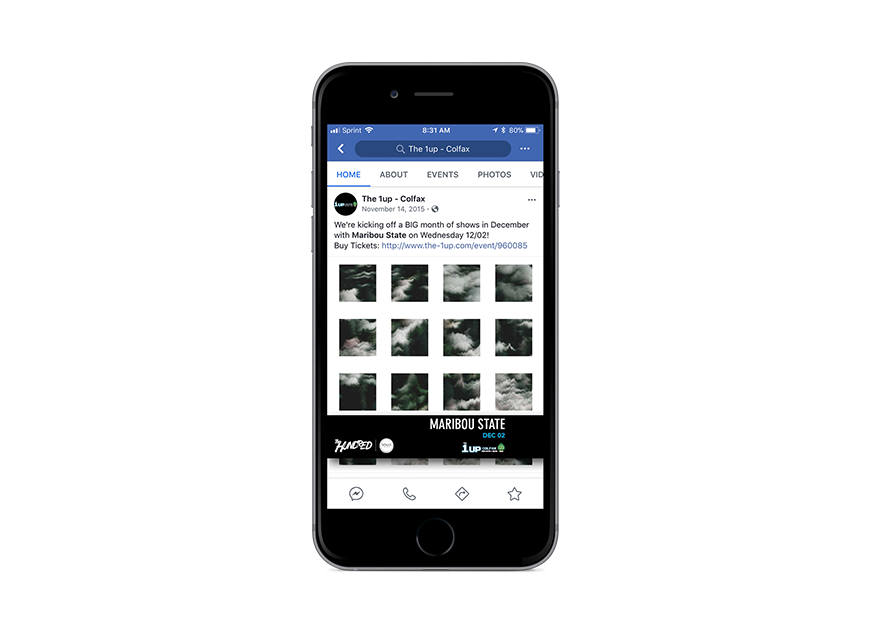 Sprint 8:31 AM 80%
The 1up - Colfax
HOME ABOUT EVENTS PHOTOS VID
The 1up - Colfax
November 14, 2015
We're kicking off a BIG month of shows in December
with Maribou State on Wednesday 12/02!
Buy Tickets: http://www.the-1up.com/event/960085
MARIBOU STATE
DEC 02
THE HUNDRED
1UP COLFAX